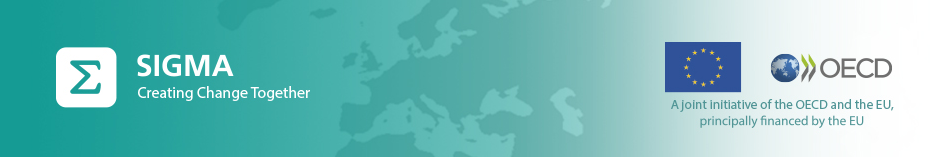 Σ
SIGMA
Creating Change Together
OECD
A joint initiative of the OECD and the EU,
principally financed by the EU